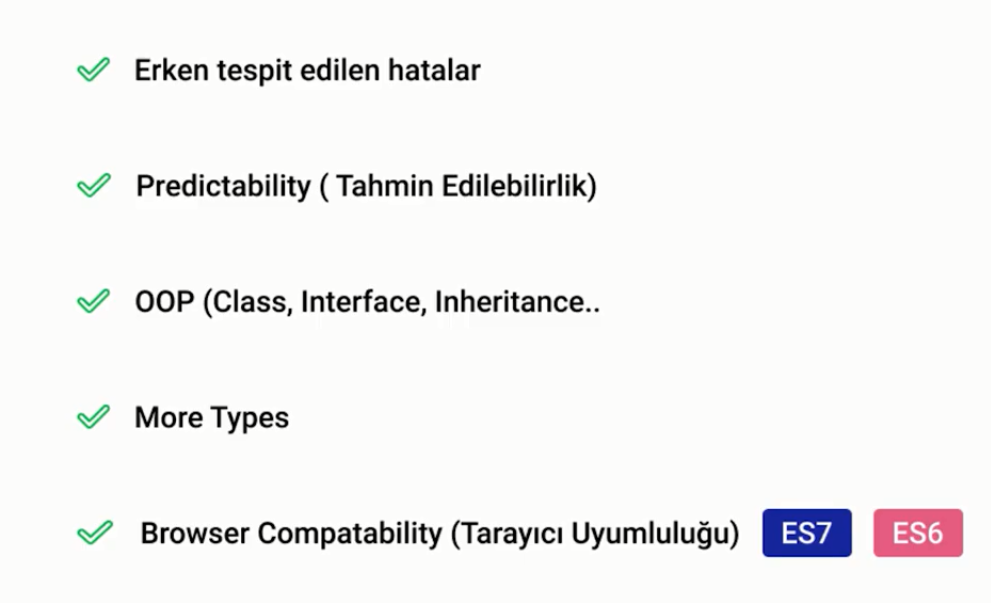 Erken tespit edilen hatalar
Predictability ( Tahmin Edilebilirlik)
OOP (Class, Interface, Inheritance..
More Types
Browser Compatability (Tarayıcı Uyumluluğu) ES7 ES6